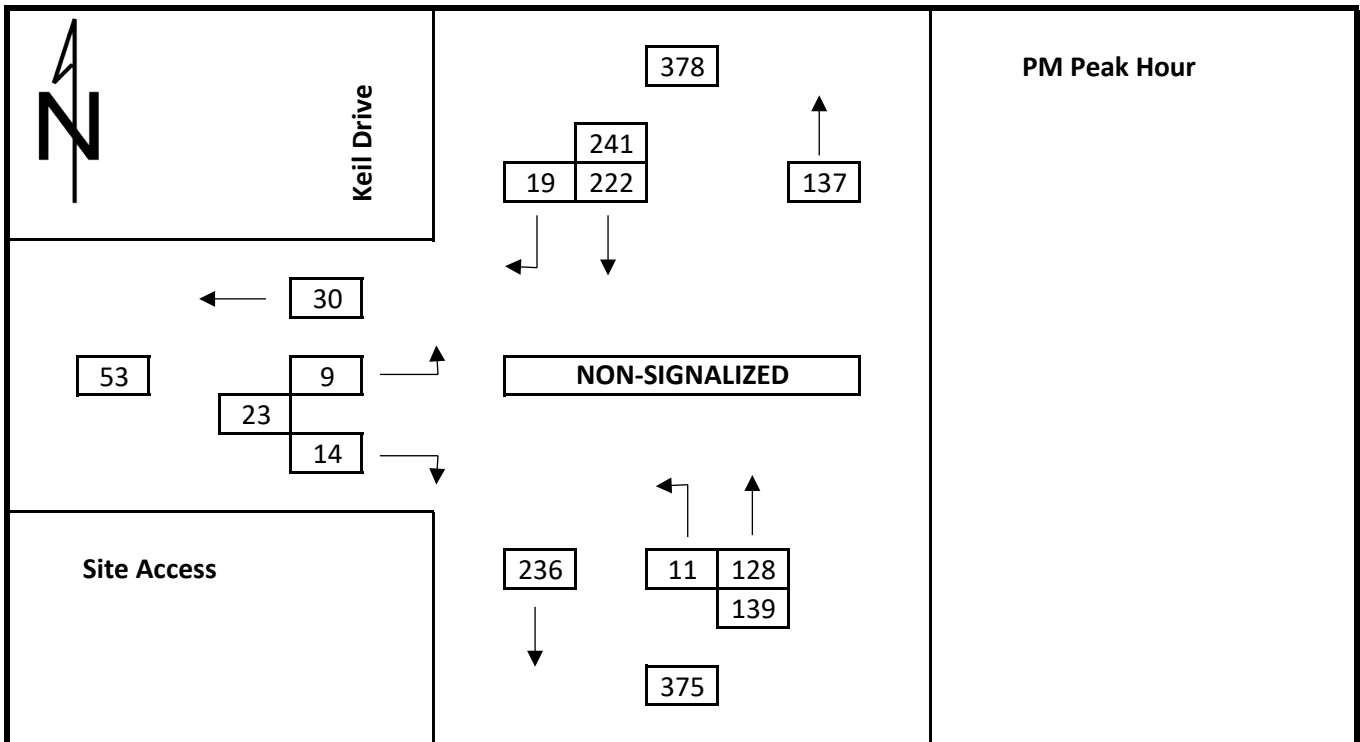 N
Keil Drive
378
PM Peak Hour
241
19 222
137
30
53
9
NON-SIGNALIZED
23
14
Site Access
236
11 128
139
375